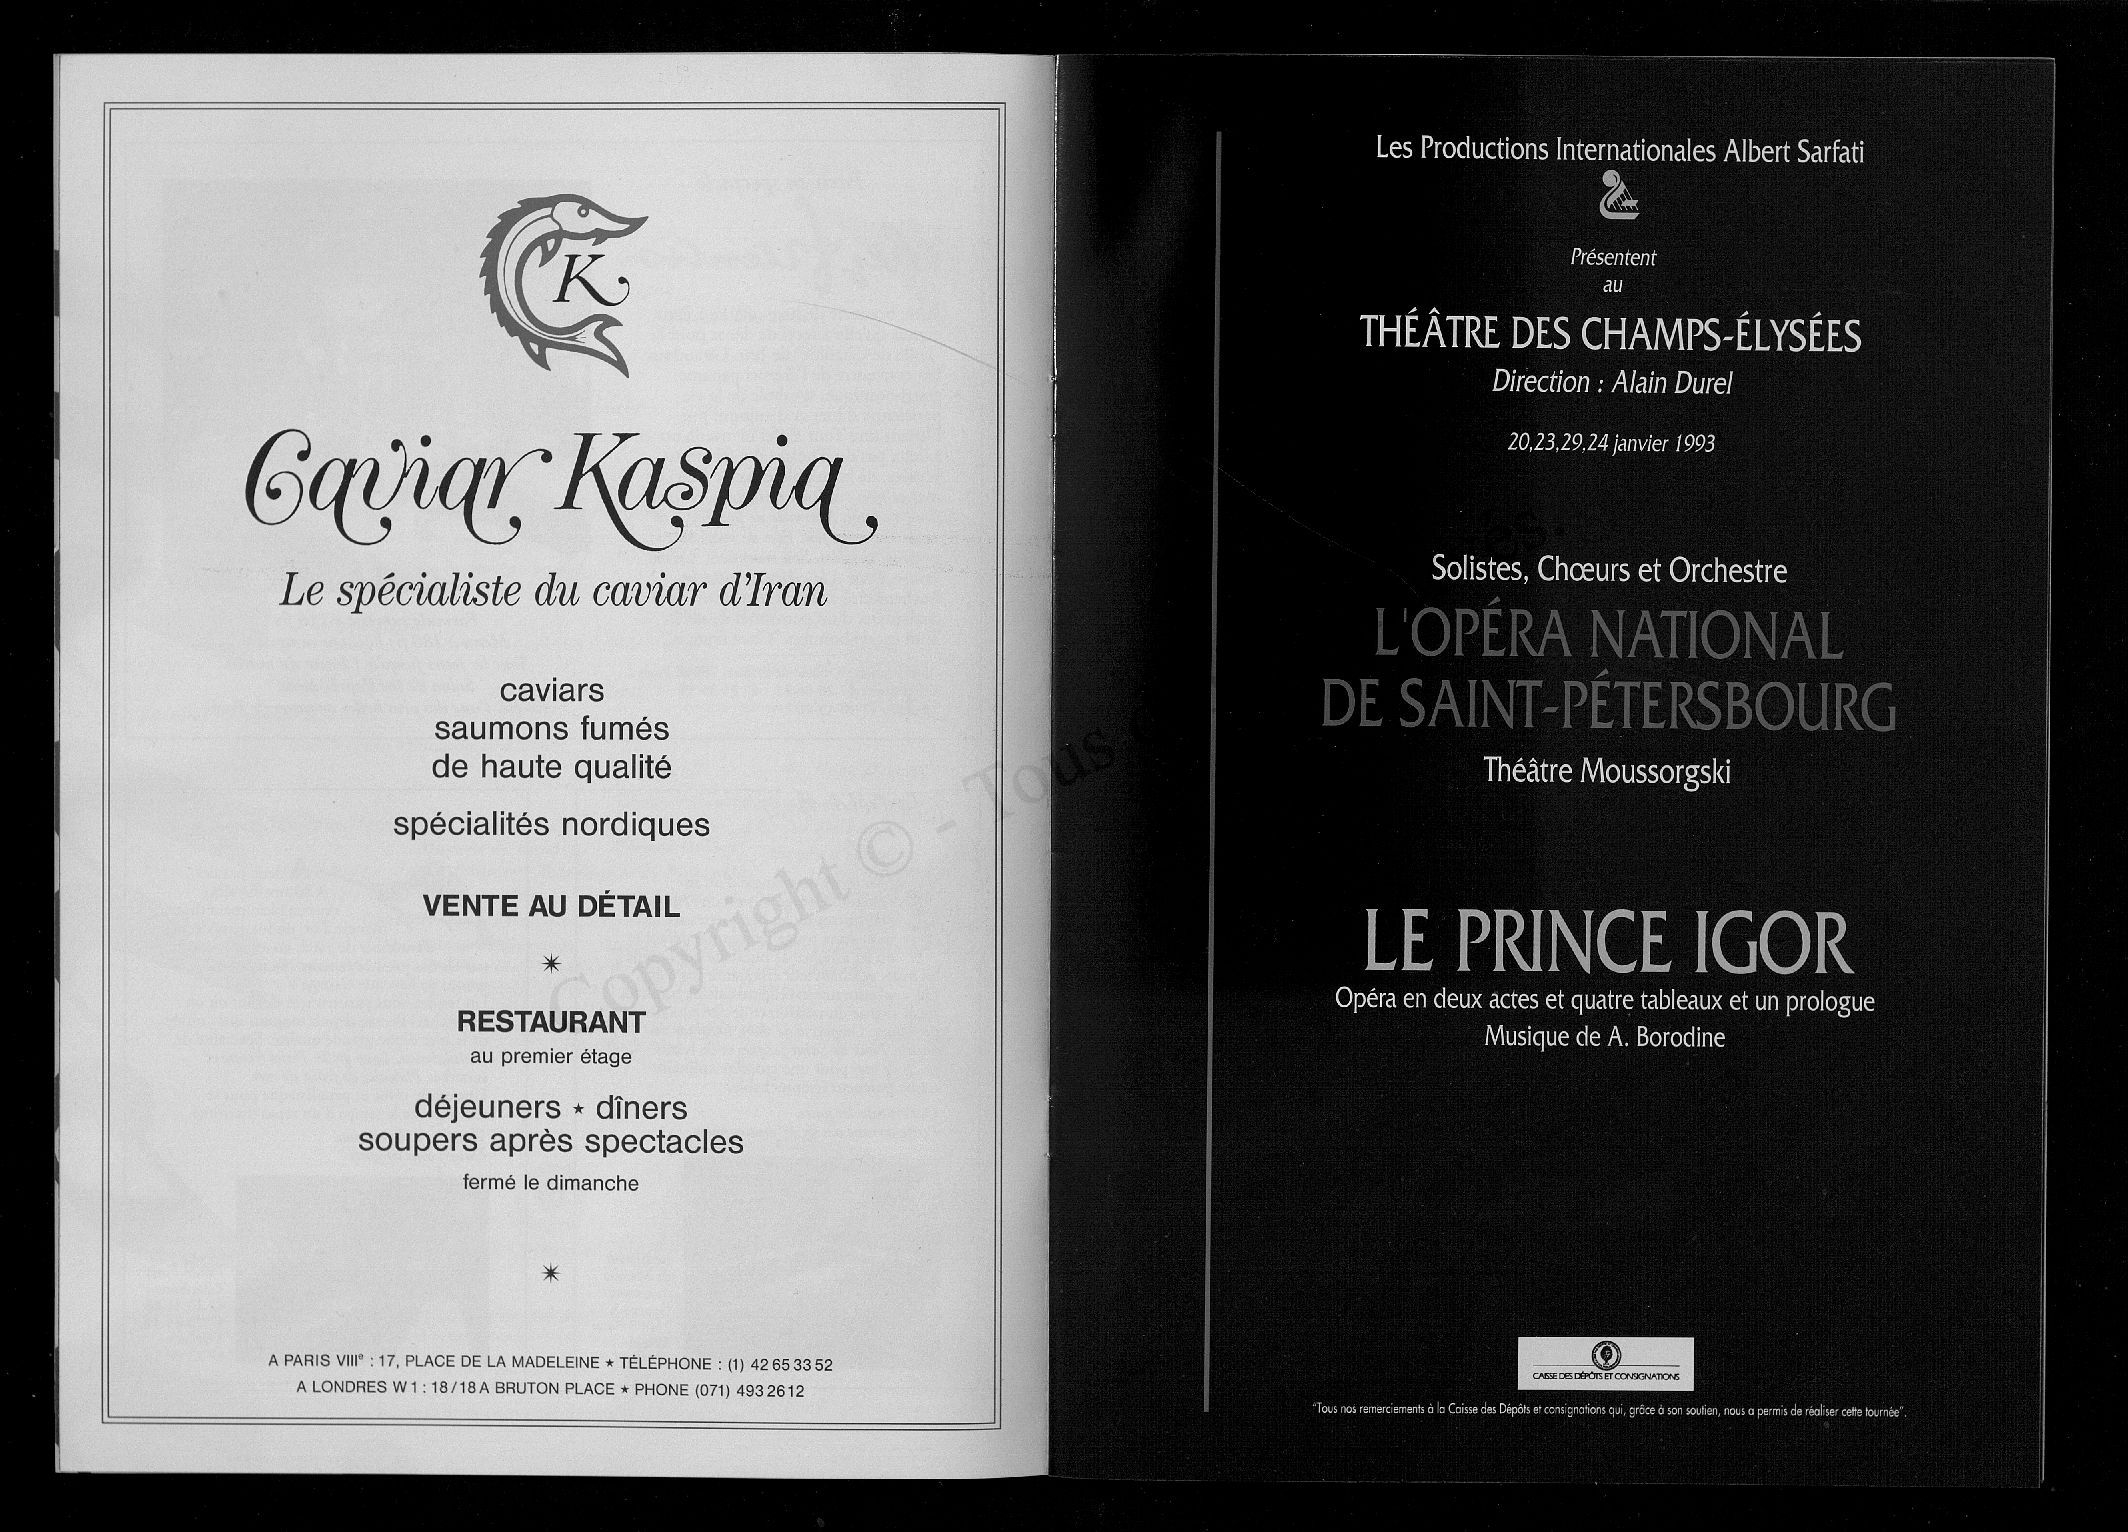 K
Caviar Kaspia
Le spécialiste du caviar d'Iran
caviars
saumons fumés
de haute qualité
spécialités nordiques
VENTE AU DÉTAIL
RESTAURANT
au premier étage
déjeuners ★ dîners
soupers après spectacles
fermé le dimanche
A PARIS VIIIe : 17, PLACE DE LA MADELEINE ★ TÉLÉPHONE : (1) 42 65 33 52
A LONDRES W1 : 18/18A BRUTON PLACE ★ PHONE (071) 493 2612
Copyright © - Tous
Les Productions Internationales Albert Sarfati
Présentent
au
THÉÂTRE DES CHAMPS-ÉLYSÉES
Direction : Alain Durel
20,23,29,24 janvier 1993
Solistes, Chœurs et Orchestre
L'OPÉRA NATIONAL
DE SAINT-PÉTERSBOURG
Théâtre Moussorgski
LE PRINCE IGOR
Opéra en deux actes et quatre tableaux et un prologue
Musique de A. Borodine
CAISSE DES DÉPÔTS ET CONSIGNATIONS
"Tous nos remerciements à la Caisse des Dépôts et consignations qui, grâce à son soutien, nous a permis de réaliser cette tournée".